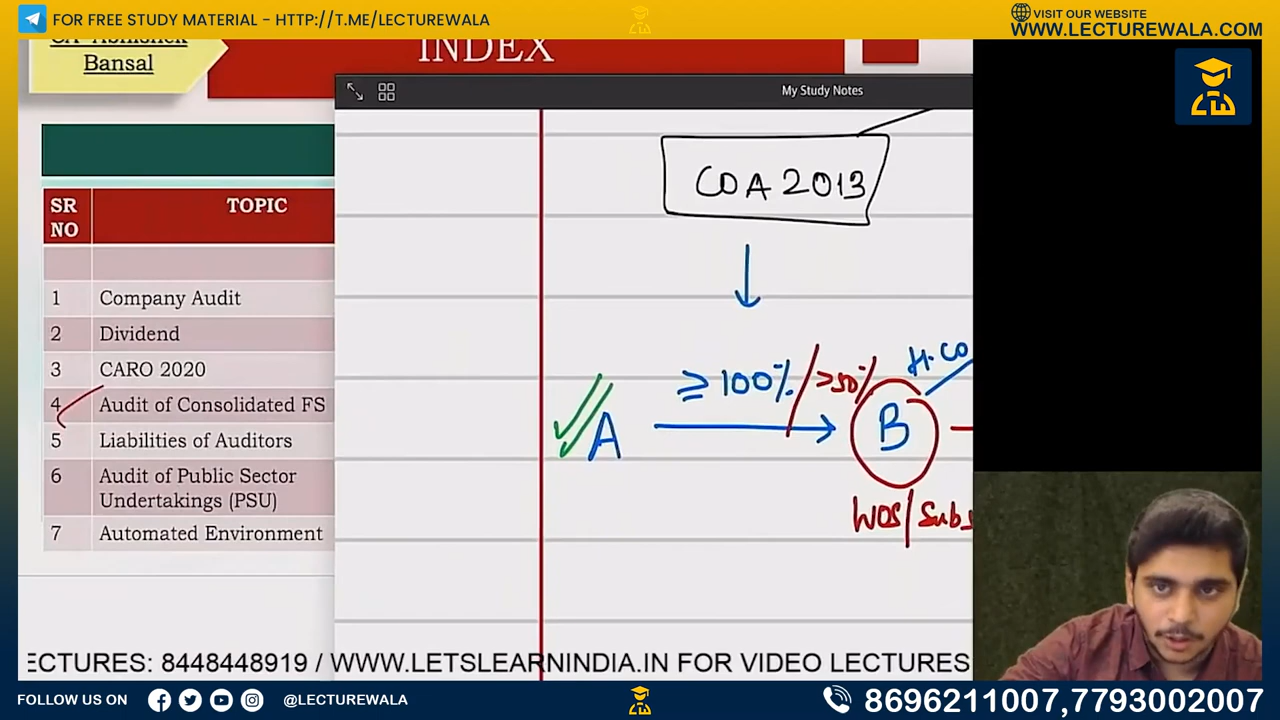 FOR FREE STUDY MATERIAL - HTTP://T.ME/LECTUREWALA
VISIT OUR WEBSITE
WWW.LECTUREWALA.COM
Bansal
INDEX
My Study Notes
SR NO
TOPIC
1 Company Audit
2 Dividend
3 CARO 2020
4 Audit of Consolidated FS
5 Liabilities of Auditors
6 Audit of Public Sector
Undertakings (PSU)
7 Automated Environment
COA 2013
≥100% / >50%
H.CO
A
B
WOS/Subs
ECTURES: 8448448919 / WWW.LETSLEARNINDIA.IN FOR VIDEO LECTURES
FOLLOW US ON
@LECTUREWALA
8696211007,7793002007